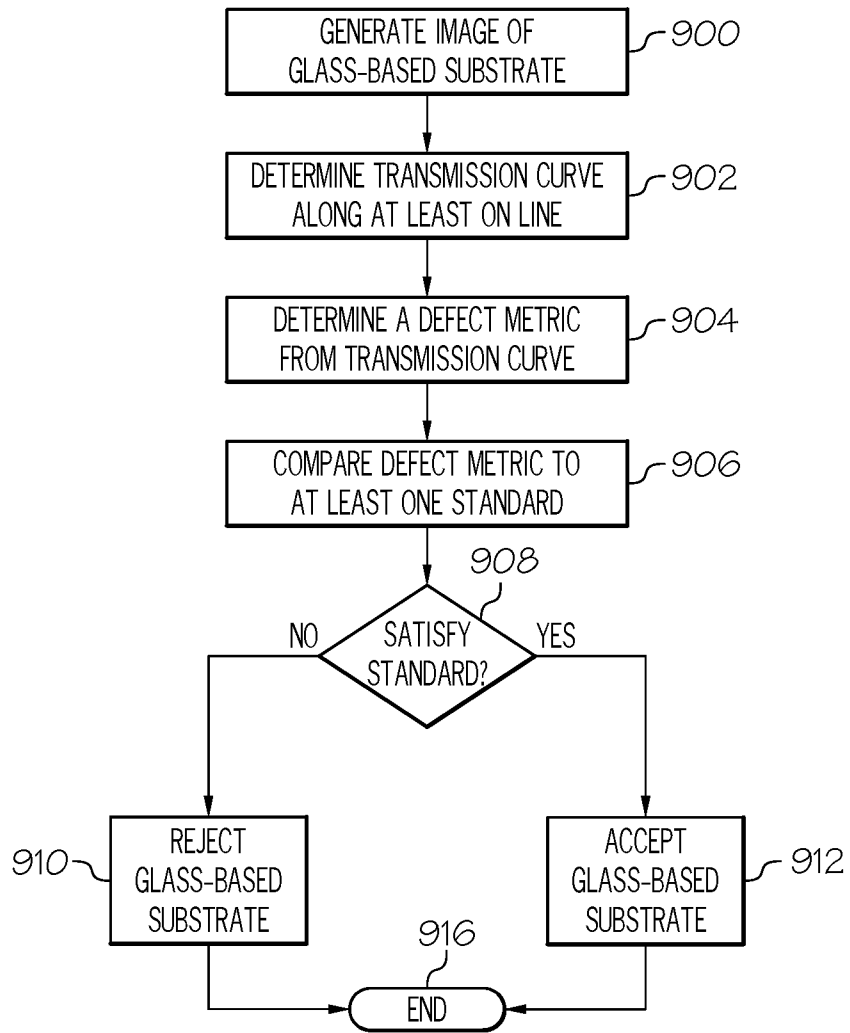 GENERATE IMAGE OF
GLASS-BASED SUBSTRATE
900
DETERMINE TRANSMISSION CURVE
ALONG AT LEAST ON LINE
902
DETERMINE A DEFECT METRIC
FROM TRANSMISSION CURVE
904
COMPARE DEFECT METRIC TO
AT LEAST ONE STANDARD
906
908
NO
SATISFY
STANDARD?
YES
910
REJECT
GLASS-BASED
SUBSTRATE
ACCEPT
GLASS-BASED
SUBSTRATE
912
916
END